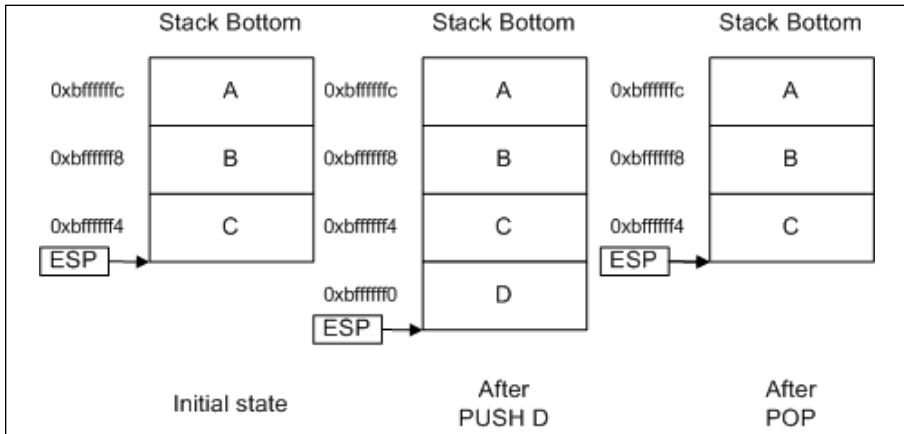 Stack Bottom
Stack Bottom
Stack Bottom
0xbffffffc
A
0xbffffffc
A
0xbffffffc
A
0xbffffff8
B
0xbffffff8
B
0xbffffff8
B
0xbffffff4
C
0xbffffff4
C
0xbffffff4
C
ESP
ESP
0xbffffff0
D
ESP
Initial state
After
PUSH D
After
POP